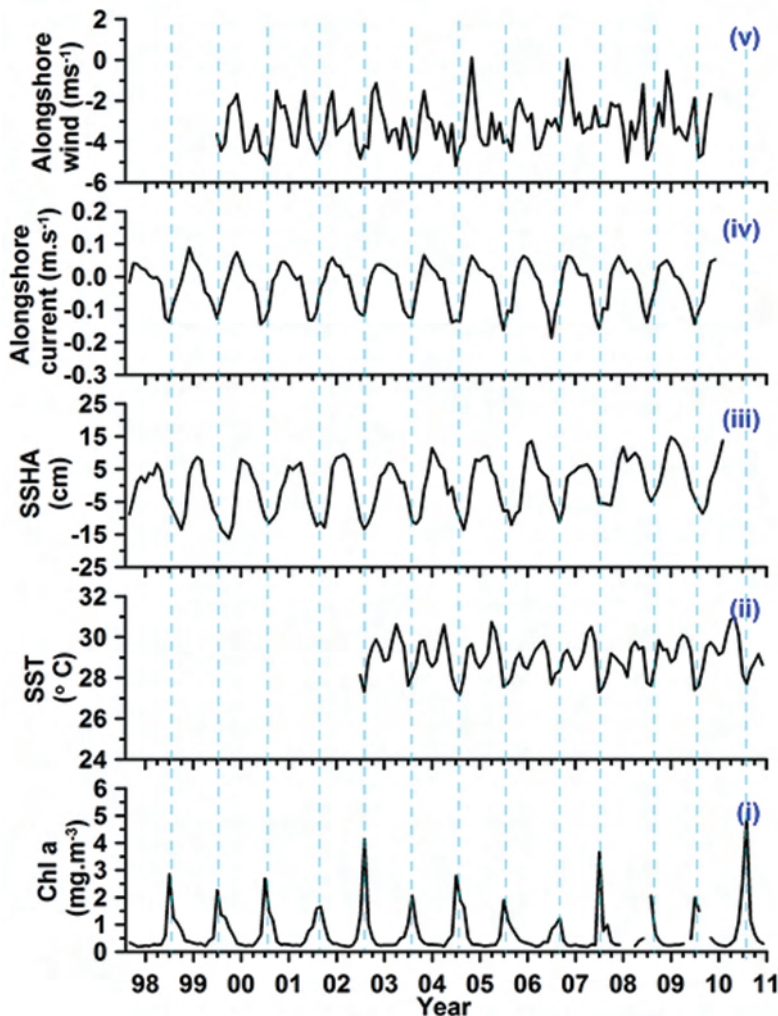 2
0
-2
-4
-6
Alongshore
wind (ms-1)
(v)
0.2
0.1
0.0
-0.1
-0.2
-0.3
Alongshore
current (m.s-1)
(iv)
25
15
5
-5
-15
-25
SSHA
(cm)
(iii)
32
30
28
26
24
SST
(o C)
(ii)
6
5
4
3
2
1
0
Chl a
(mg.m-3)
(i)
98 99 00 01 02 03 04 05 06 07 08 09 10 11
Year